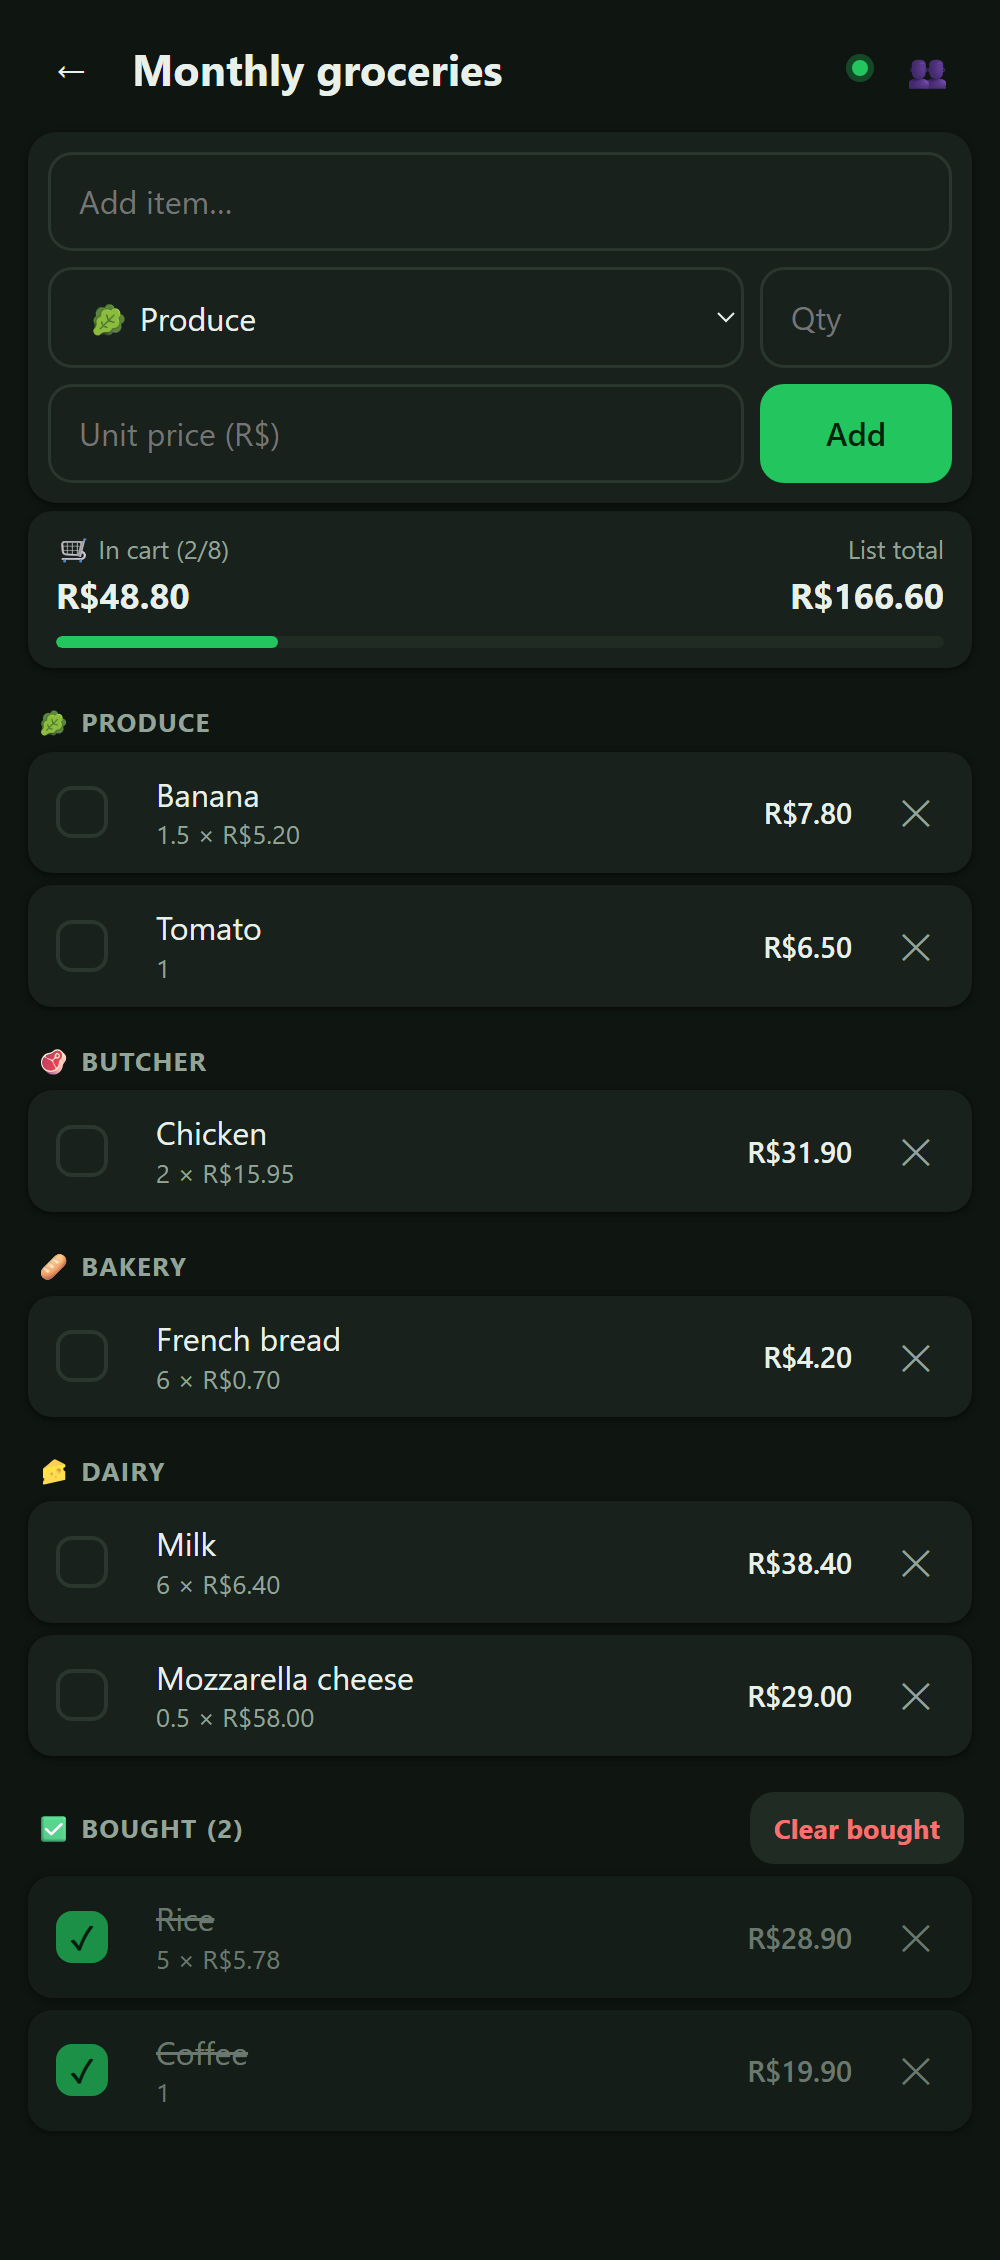 ← Monthly groceries
Add item...
🥬 Produce
Qty
Unit price (R$)
Add
🛒 In cart (2/8)
List total
R$48.80
R$166.60
🥬 PRODUCE
Banana
1.5 × R$5.20
R$7.80
Tomato
1
R$6.50
🥩 BUTCHER
Chicken
2 × R$15.95
R$31.90
🥖 BAKERY
French bread
6 × R$0.70
R$4.20
🧀 DAIRY
Milk
6 × R$6.40
R$38.40
Mozzarella cheese
0.5 × R$58.00
R$29.00
✅ BOUGHT (2)
Clear bought
Rice
5 × R$5.78
R$28.90
Coffee
1
R$19.90